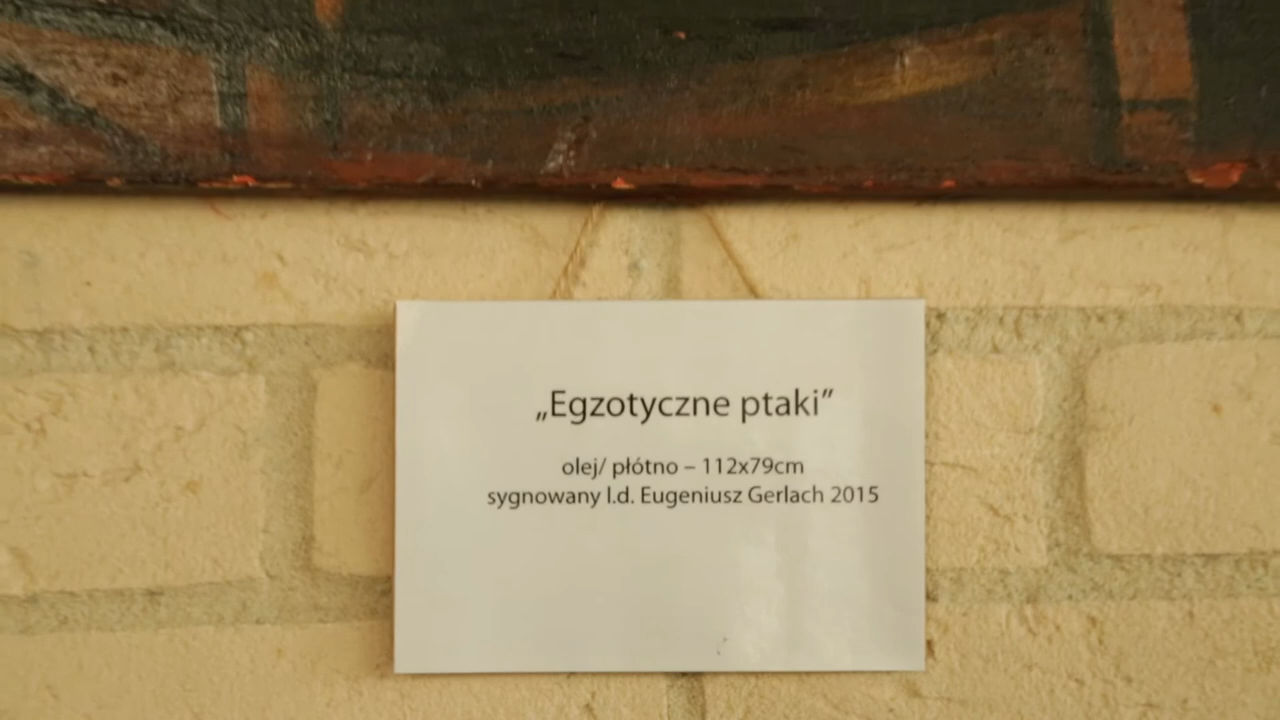 „Egzotyczne ptaki”
olej/ płótno – 112x79cm
sygnowany l.d. Eugeniusz Gerlach 2015